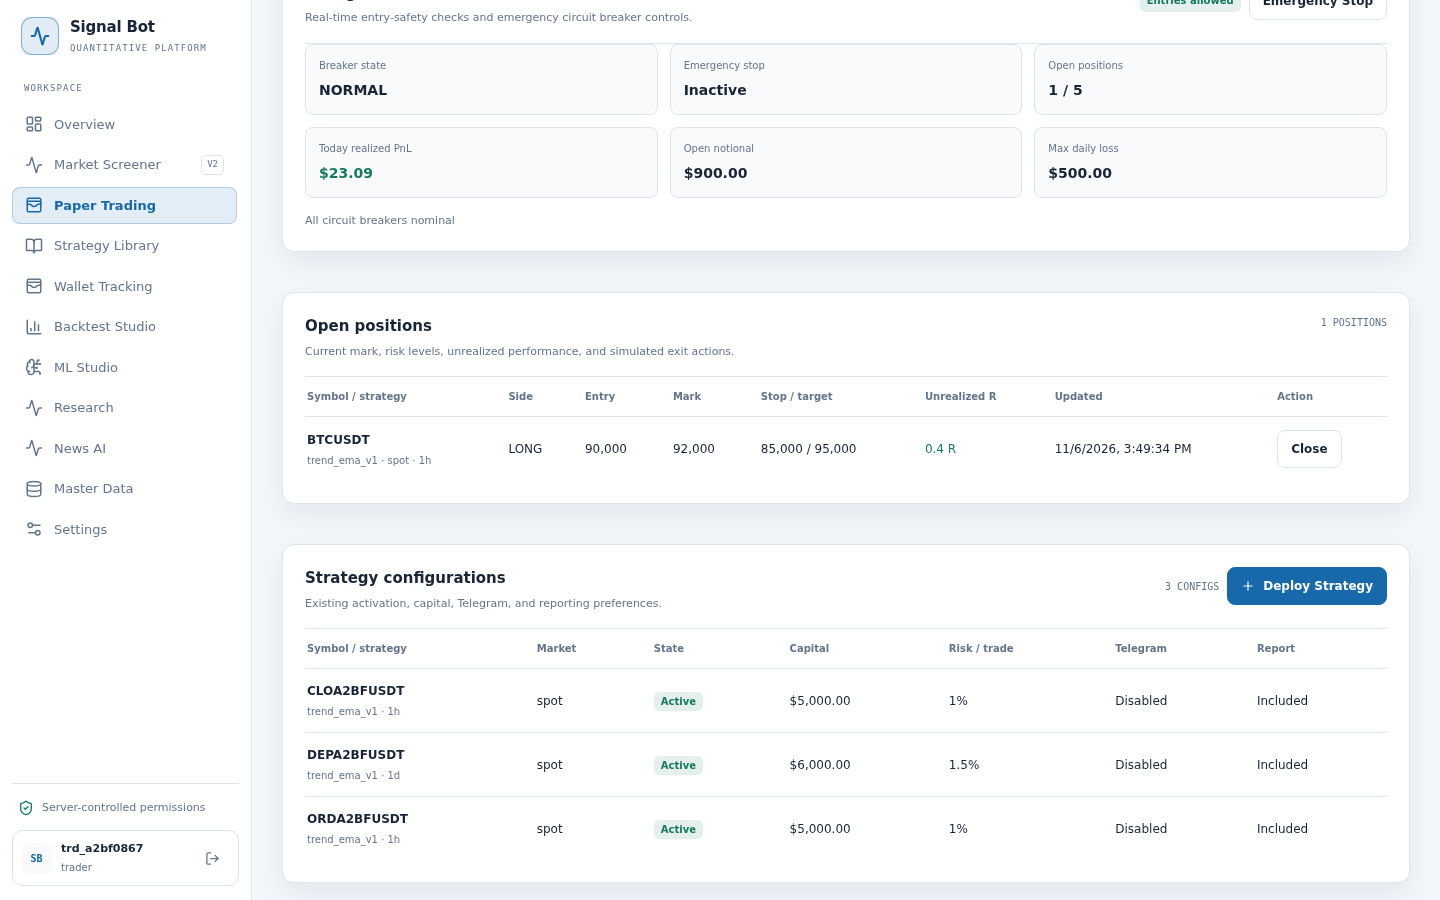 Signal Bot
QUANTITATIVE PLATFORM
WORKSPACE
Overview
Market Screener V2
Paper Trading
Strategy Library
Wallet Tracking
Backtest Studio
ML Studio
Research
News AI
Master Data
Settings
Server-controlled permissions
SB trd_a2bf0867
trader
Entries allowed Emergency Stop
Real-time entry-safety checks and emergency circuit breaker controls.
Breaker state Emergency stop Open positions
NORMAL Inactive 1 / 5
Today realized PnL Open notional Max daily loss
$23.09 $900.00 $500.00
All circuit breakers nominal
Open positions 1 POSITIONS
Current mark, risk levels, unrealized performance, and simulated exit actions.
Symbol / strategy Side Entry Mark Stop / target Unrealized R Updated Action
BTCUSDT LONG 90,000 92,000 85,000 / 95,000 0.4 R 11/6/2026, 3:49:34 PM Close
trend_ema_v1 · spot · 1h
Strategy configurations 3 CONFIGS Deploy Strategy
Existing activation, capital, Telegram, and reporting preferences.
Symbol / strategy Market State Capital Risk / trade Telegram Report
CLOA2BFUSDT spot Active $5,000.00 1% Disabled Included
trend_ema_v1 · 1h
DEPA2BFUSDT spot Active $6,000.00 1.5% Disabled Included
trend_ema_v1 · 1d
ORDA2BFUSDT spot Active $5,000.00 1% Disabled Included
trend_ema_v1 · 1h